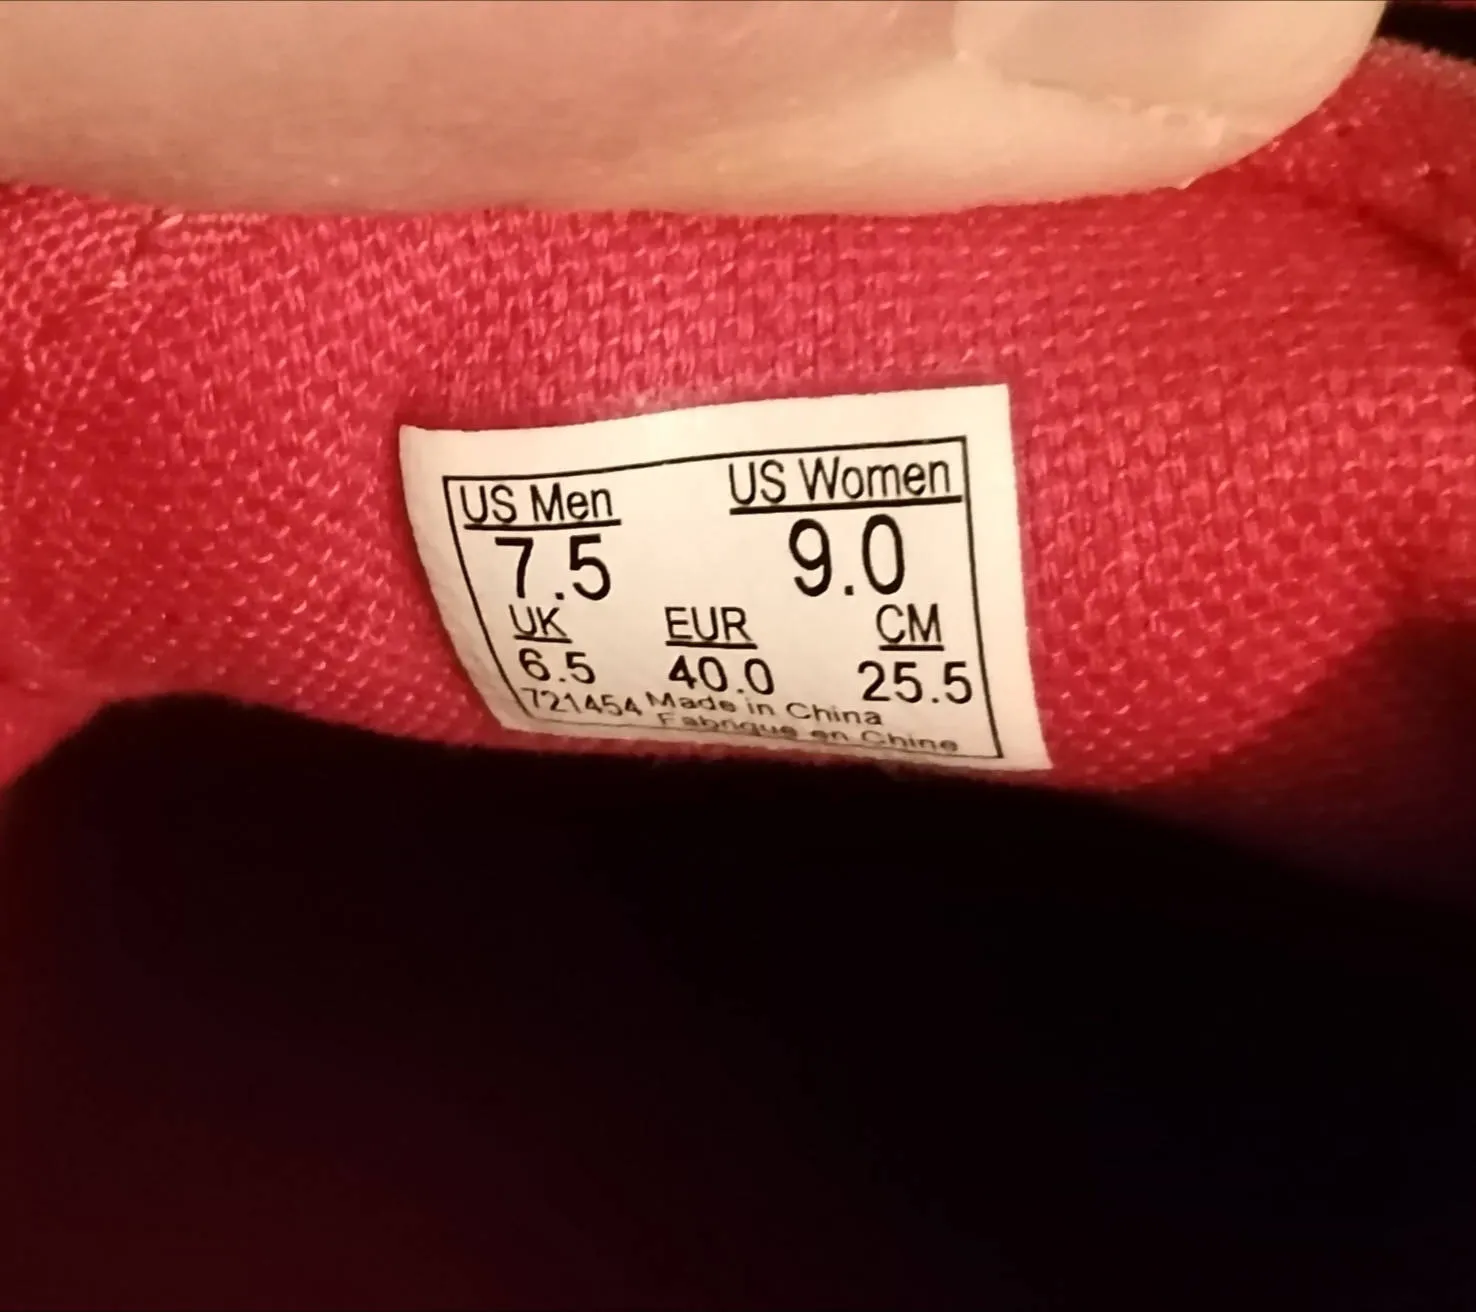 US Men US Women
7.5 9.0
UK EUR CM
6.5 40.0 25.5
721454 Made in China
Fabrique en Chine